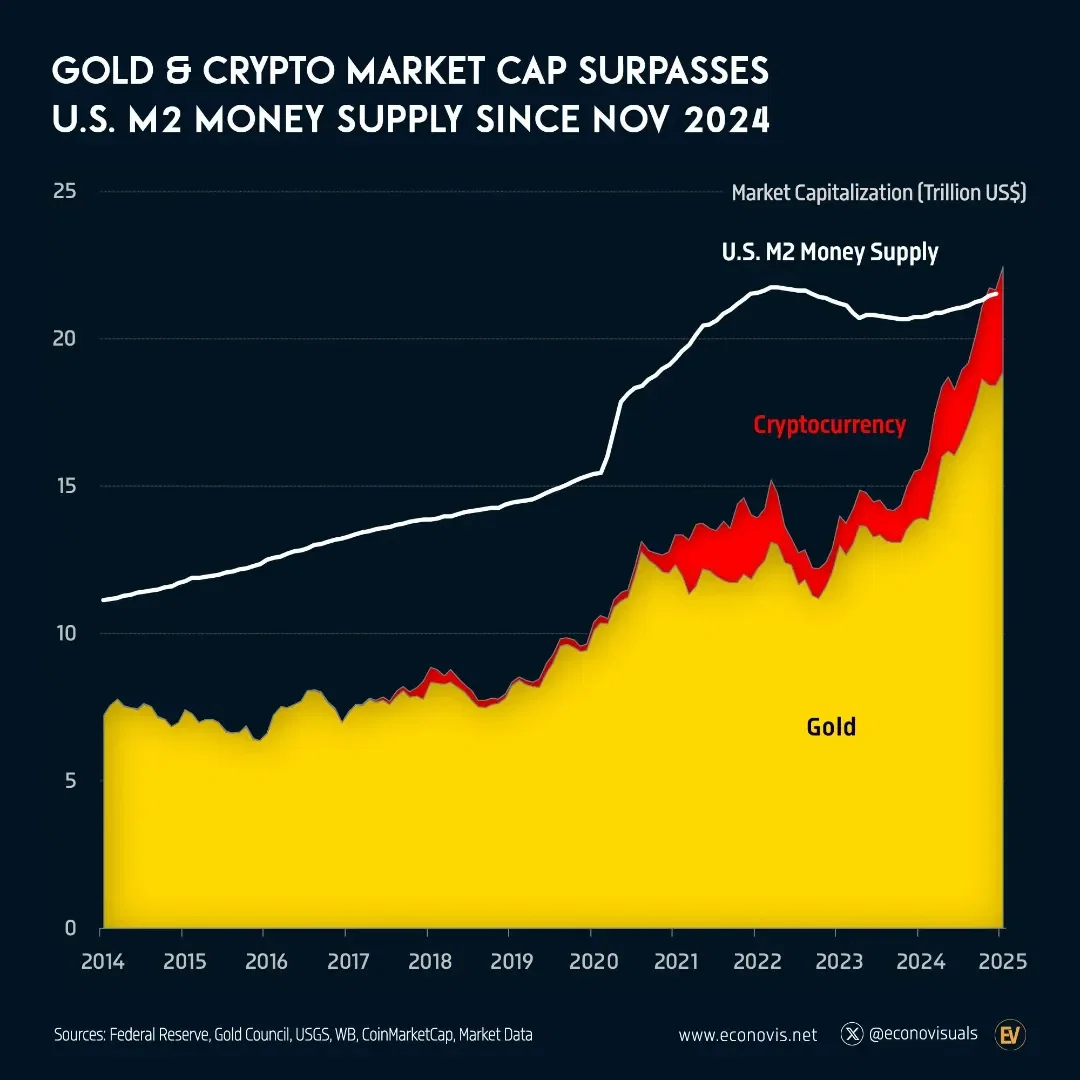 GOLD & CRYPTO MARKET CAP SURPASSES
U.S. M2 MONEY SUPPLY SINCE NOV 2024
25
Market Capitalization (Trillion US$)
U.S. M2 Money Supply
20
Cryptocurrency
15
10
Gold
5
0
2014 2015 2016 2017 2018 2019 2020 2021 2022 2023 2024 2025
Sources: Federal Reserve, Gold Council, USGS, WB, CoinMarketCap, Market Data
www.econovis.net
@econovisuals
EV